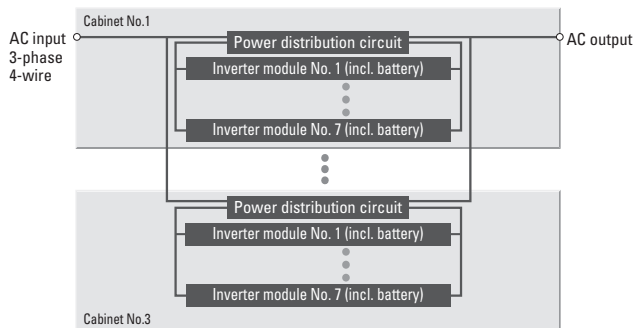 Cabinet No.1
AC input
3-phase
4-wire
Power distribution circuit
AC output
Inverter module No. 1 (incl. battery)
Inverter module No. 7 (incl. battery)
Power distribution circuit
Inverter module No. 1 (incl. battery)
Inverter module No. 7 (incl. battery)
Cabinet No.3